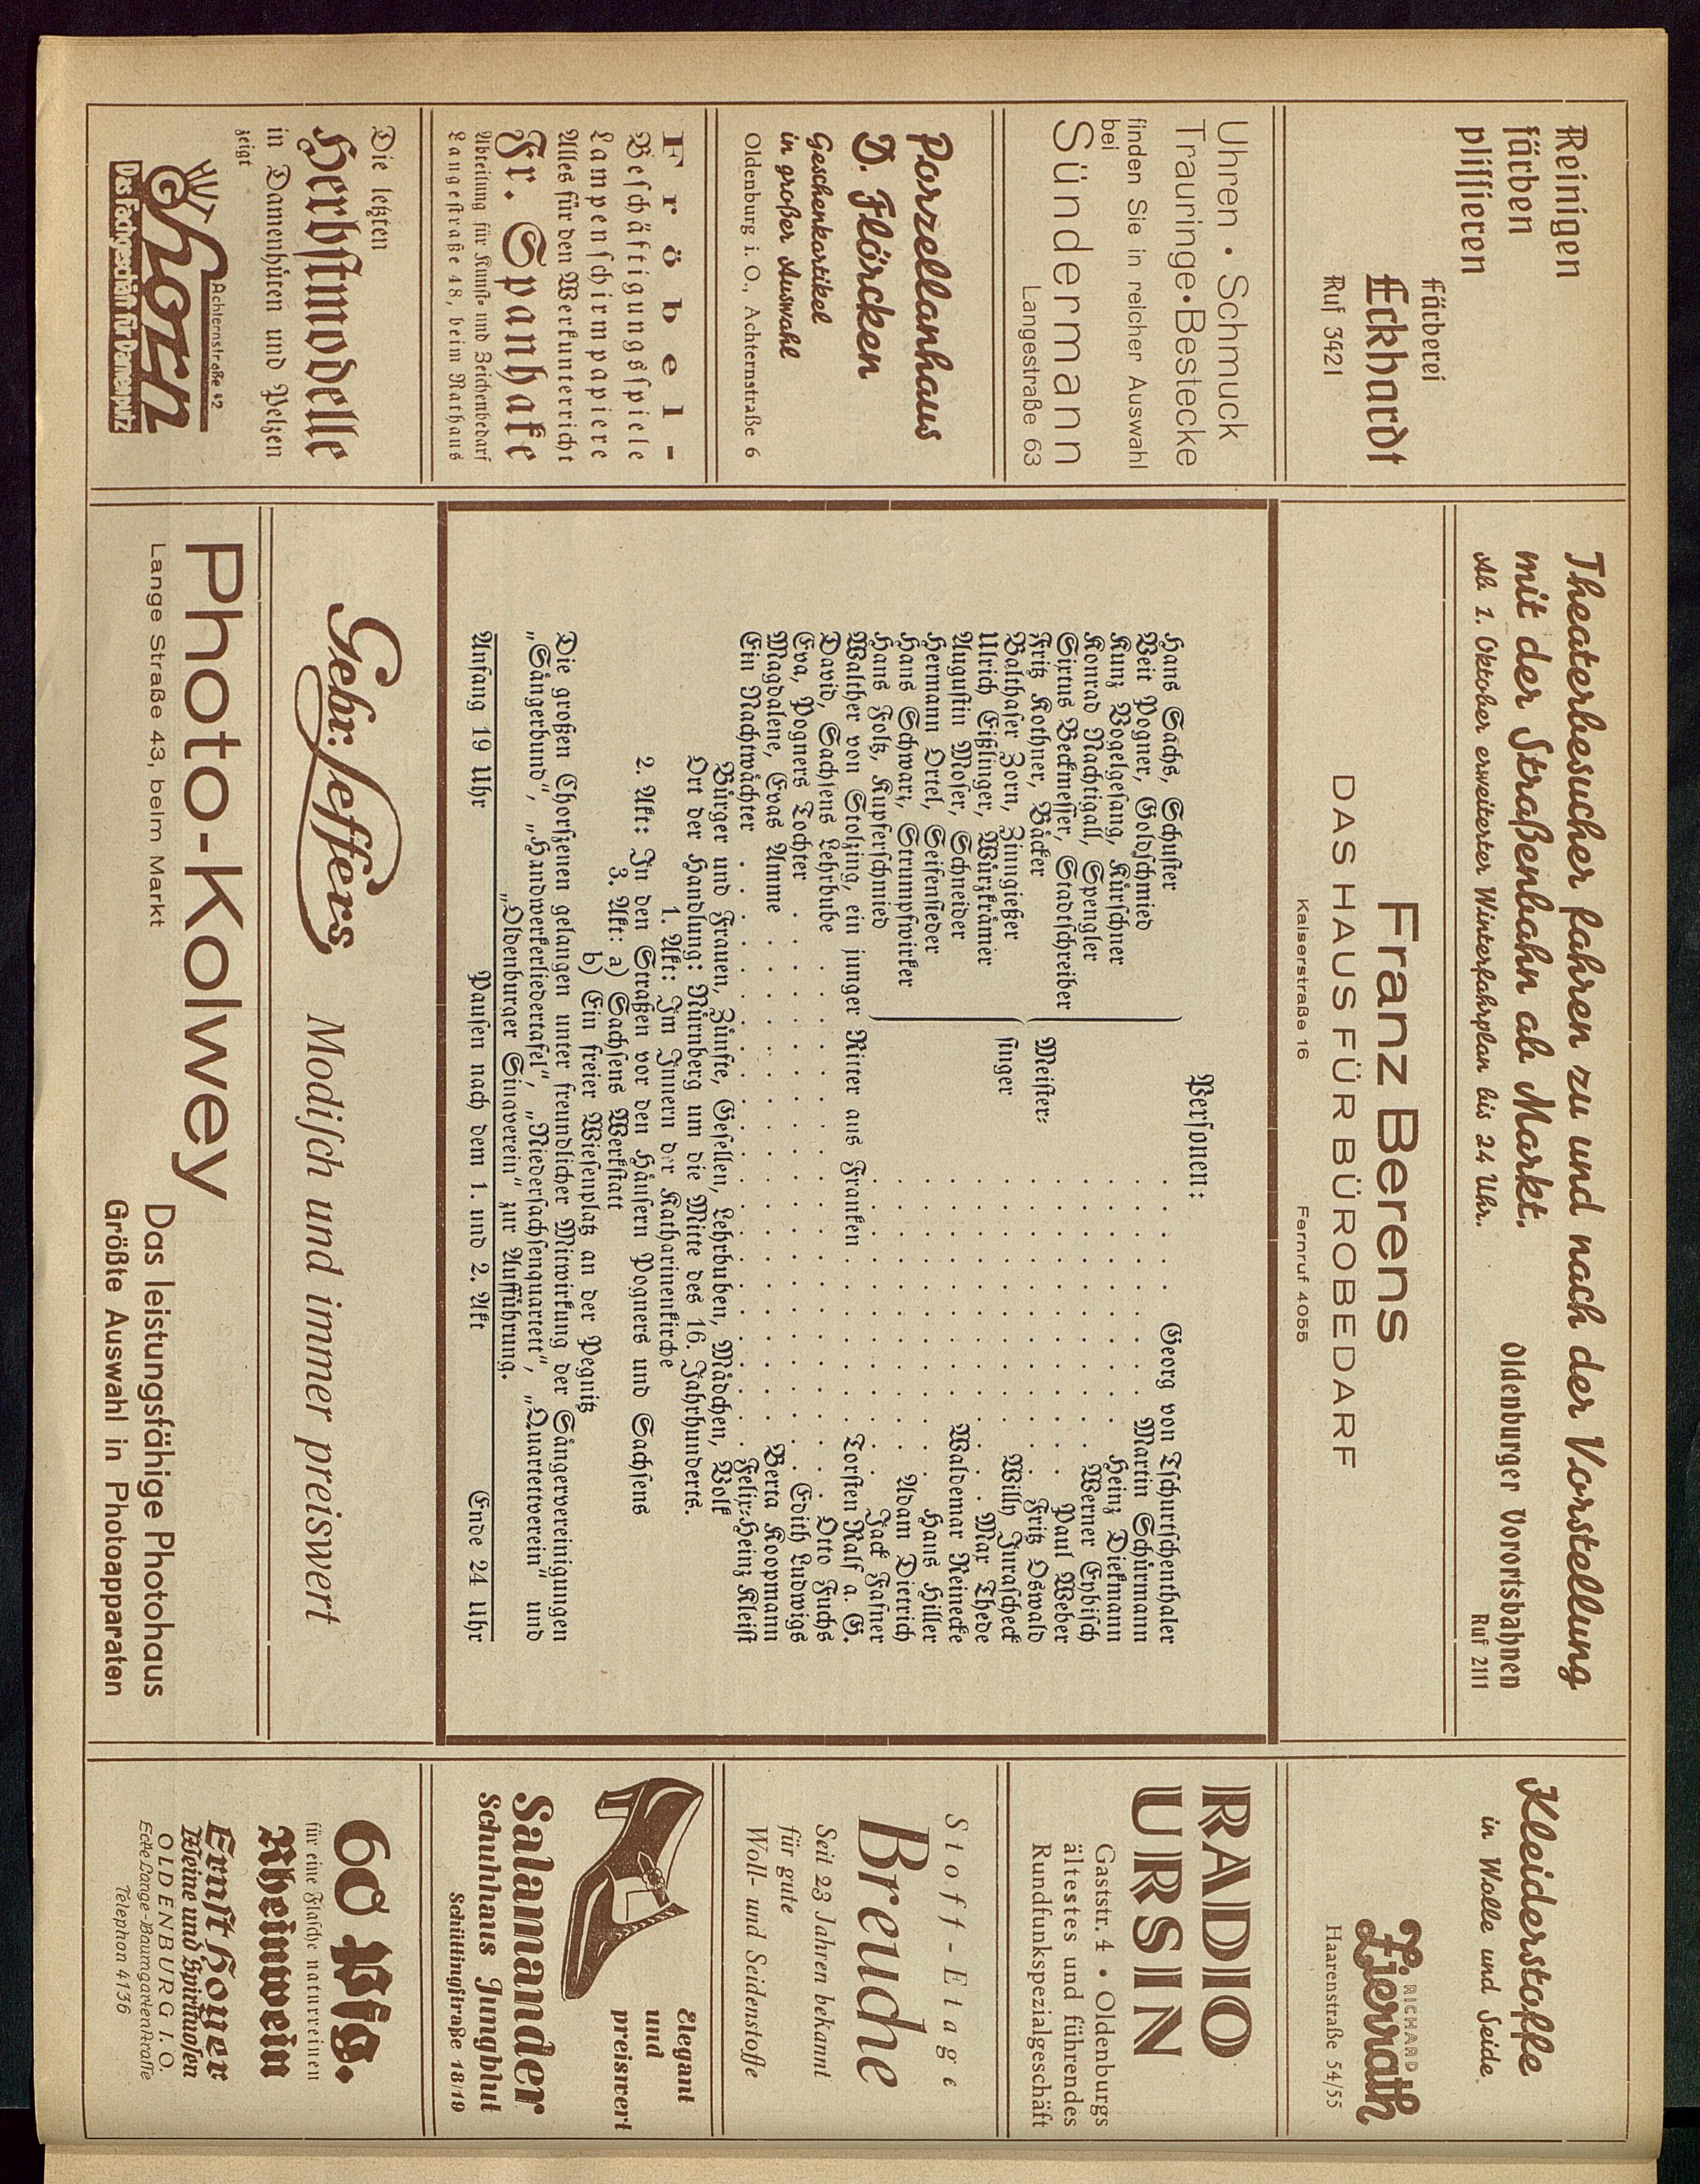 Reinigen
färben
plissieren
Färberei
Eckhardt
Ruf 3421
Uhren • Schmuck
Trauringe • Bestecke
finden Sie in reicher Auswahl
bei
Sündermann
Langestraße 63
Porzellanhaus
D. Flörcken
Geschenkartikel
in großer Auswahl
Oldenburg i. O., Achternstraße 6
Fröbel-
Beschäftigungsspiele
Lampenschirmpapiere
Alles für den Werkunterricht
Fr. Spanhake
Abteilung für Kunst- und Zeichenbedarf
Langestraße 48, beim Rathaus
Die letzten
Herbstmodelle
in Damenhüten und Pelzen
zeigt
Achternstraße 42
Horn
Das Fachgeschäft für Damenputz
Theaterbesucher fahren zu und nach der Vorstellung
mit der Straßenbahn ab Markt.
Ab 1. Oktober erweiterter Winterfahrplan bis 24 Uhr.
Oldenburger Vorortsbahnen
Ruf 2111
Franz Berens
DAS HAUS FÜR BÜROBEDARF
Kaiserstraße 16 Fernruf 4055
Personen:
Hans Sachs, Schuster . . . . . Georg von Tschurtschenthaler
Veit Pogner, Goldschmied . . . . . Martin Schürmann
Kunz Vogelgesang, Kürschner . . . . . Heinz Diekmann
Konrad Nachtigall, Spengler . . . . . Werner Eybisch
Sixtus Beckmesser, Stadtschreiber . . . . . Paul Weber
Fritz Kothner, Bäcker . . . . . Fritz Oswald
Meister-
Balthaser Zorn, Zinngießer . . . . . Willy Juraschek
singer
Ulrich Eißlinger, Würzkrämer . . . . . Max Thede
Augustin Moser, Schneider . . . . . Waldemar Reinecke
Hermann Ortel, Seifensieder . . . . . Hans Hiller
Hans Schwarz, Strumpfwirker . . . . . Adam Dietrich
Hans Foltz, Kupferschmied . . . . . Jack Fasner
Walther von Stolzing, ein junger Ritter aus Franken . . . . . Torsten Ralf a. G.
David, Sachsens Lehrbube . . . . . Otto Fuchs
Eva, Pogners Tochter . . . . . Edith Ludwigs
Magdalene, Evas Amme . . . . . Berta Koopmann
Ein Nachtwächter . . . . . Felix-Heinz Kleist
Bürger und Frauen, Zünfte, Gesellen, Lehrbuben, Mädchen, Volk
Ort der Handlung: Nürnberg um die Mitte des 16. Jahrhunderts.
1. Akt: Im Innern der Katharinenkirche
2. Akt: In den Straßen vor den Häusern Pogners und Sachsens
3. Akt: a) Sachsens Werkstatt
b) Ein freier Wiesenplatz an der Pegnitz
Die großen Chorszenen gelangen unter freundlicher Mitwirkung der Sängervereinigungen
„Sängerbund“, „Handwerkerliedertafel“, „Niedersachsenquartett“, „Quartettverein“ und
„Oldenburger Singverein“ zur Aufführung.
Anfang 19 Uhr Pausen nach dem 1. und 2. Akt Ende 24 Uhr
Gebr. Leffers Modisch und immer preiswert
Photo-Kolwey
Lange Straße 43, beim Markt
Das leistungsfähige Photohaus
Größte Auswahl in Photoapparaten
Kleiderstoffe
in Wolle und Seide
RICHARD
Zierrath
Haarenstraße 54/55
RADIO
URSIN
Gaststr. 4 • Oldenburgs
ältestes und führendes
Rundfunkspezialgeschäft
Stoff-Etage
Breuche
Seit 23 Jahren bekannt
für gute
Woll- und Seidenstoffe
Elegant
und
preiswert
Salamander
Schuhhaus Jungblut
Schüttingstraße 18/19
60 Pfg.
für eine Flasche naturreinen
Rheinwein
Ernst Hoyer
Weine und Spirituosen
OLDENBURG I. O.
Ecke Lange-Baumgartenstraße
Telephon 4136